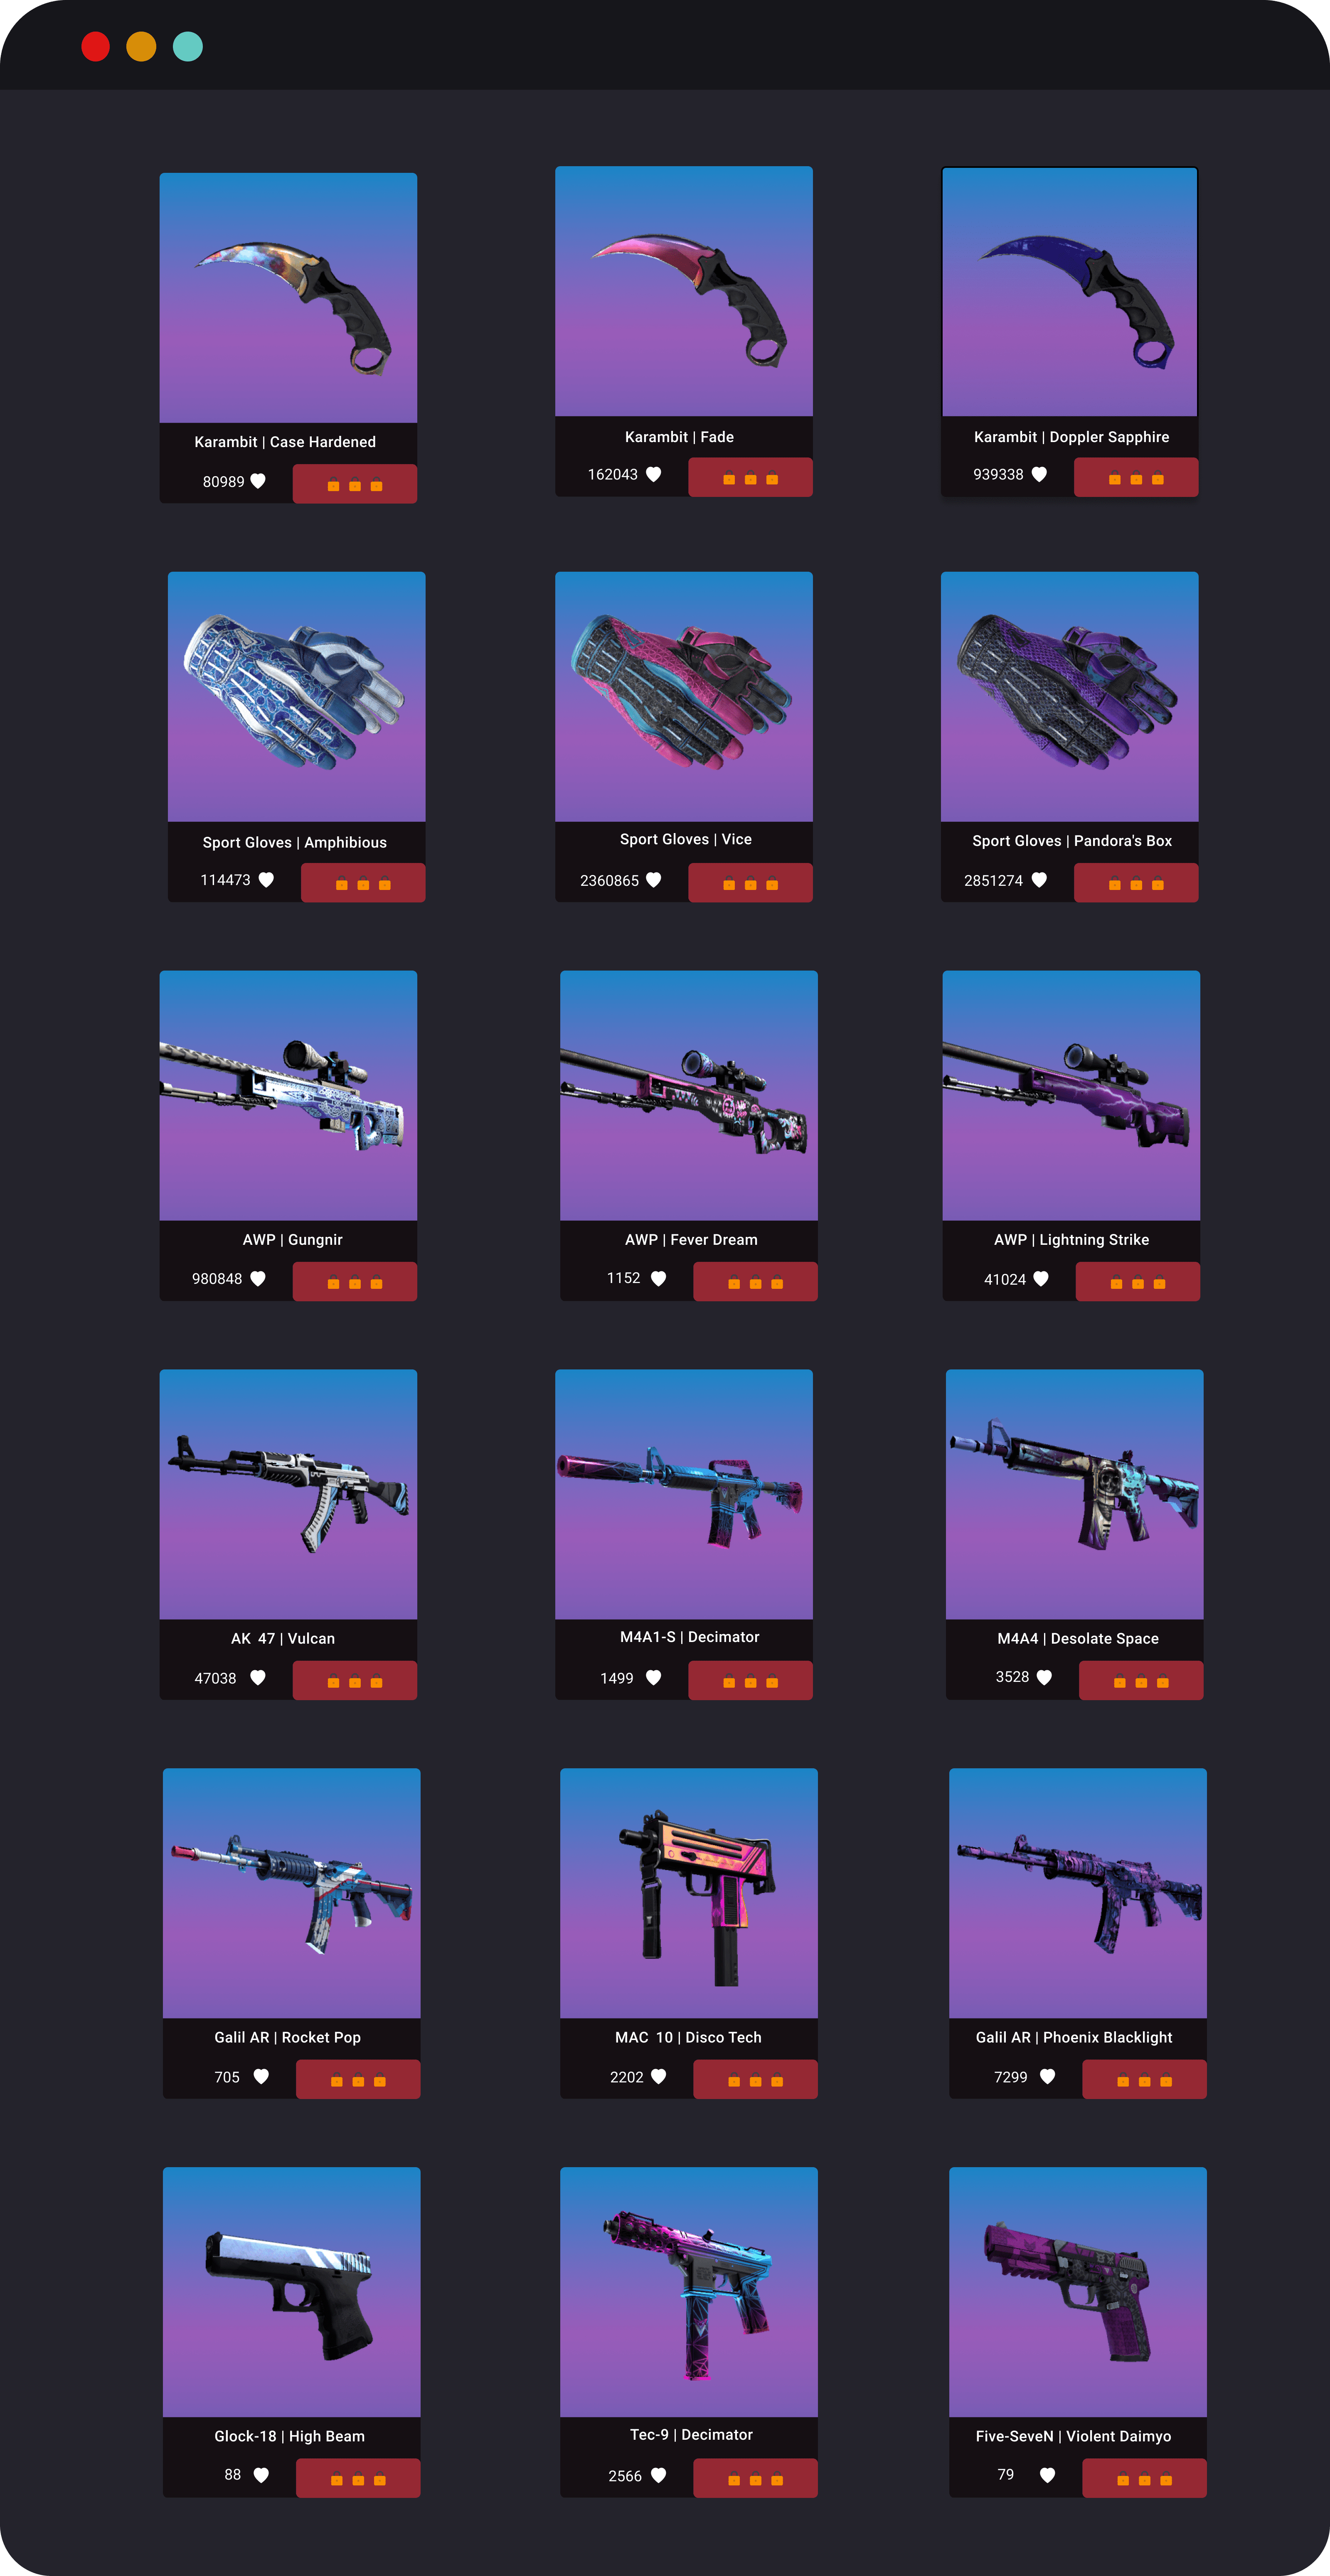 Karambit | Case Hardened
80989
Karambit | Fade
162043
Karambit | Doppler Sapphire
939338
Sport Gloves | Amphibious
114473
Sport Gloves | Vice
2360865
Sport Gloves | Pandora's Box
2851274
AWP | Gungnir
980848
AWP | Fever Dream
1152
AWP | Lightning Strike
41024
AK 47 | Vulcan
47038
M4A1-S | Decimator
1499
M4A4 | Desolate Space
3528
Galil AR | Rocket Pop
705
MAC 10 | Disco Tech
2202
Galil AR | Phoenix Blacklight
7299
Glock-18 | High Beam
88
Tec-9 | Decimator
2566
Five-SeveN | Violent Daimyo
79